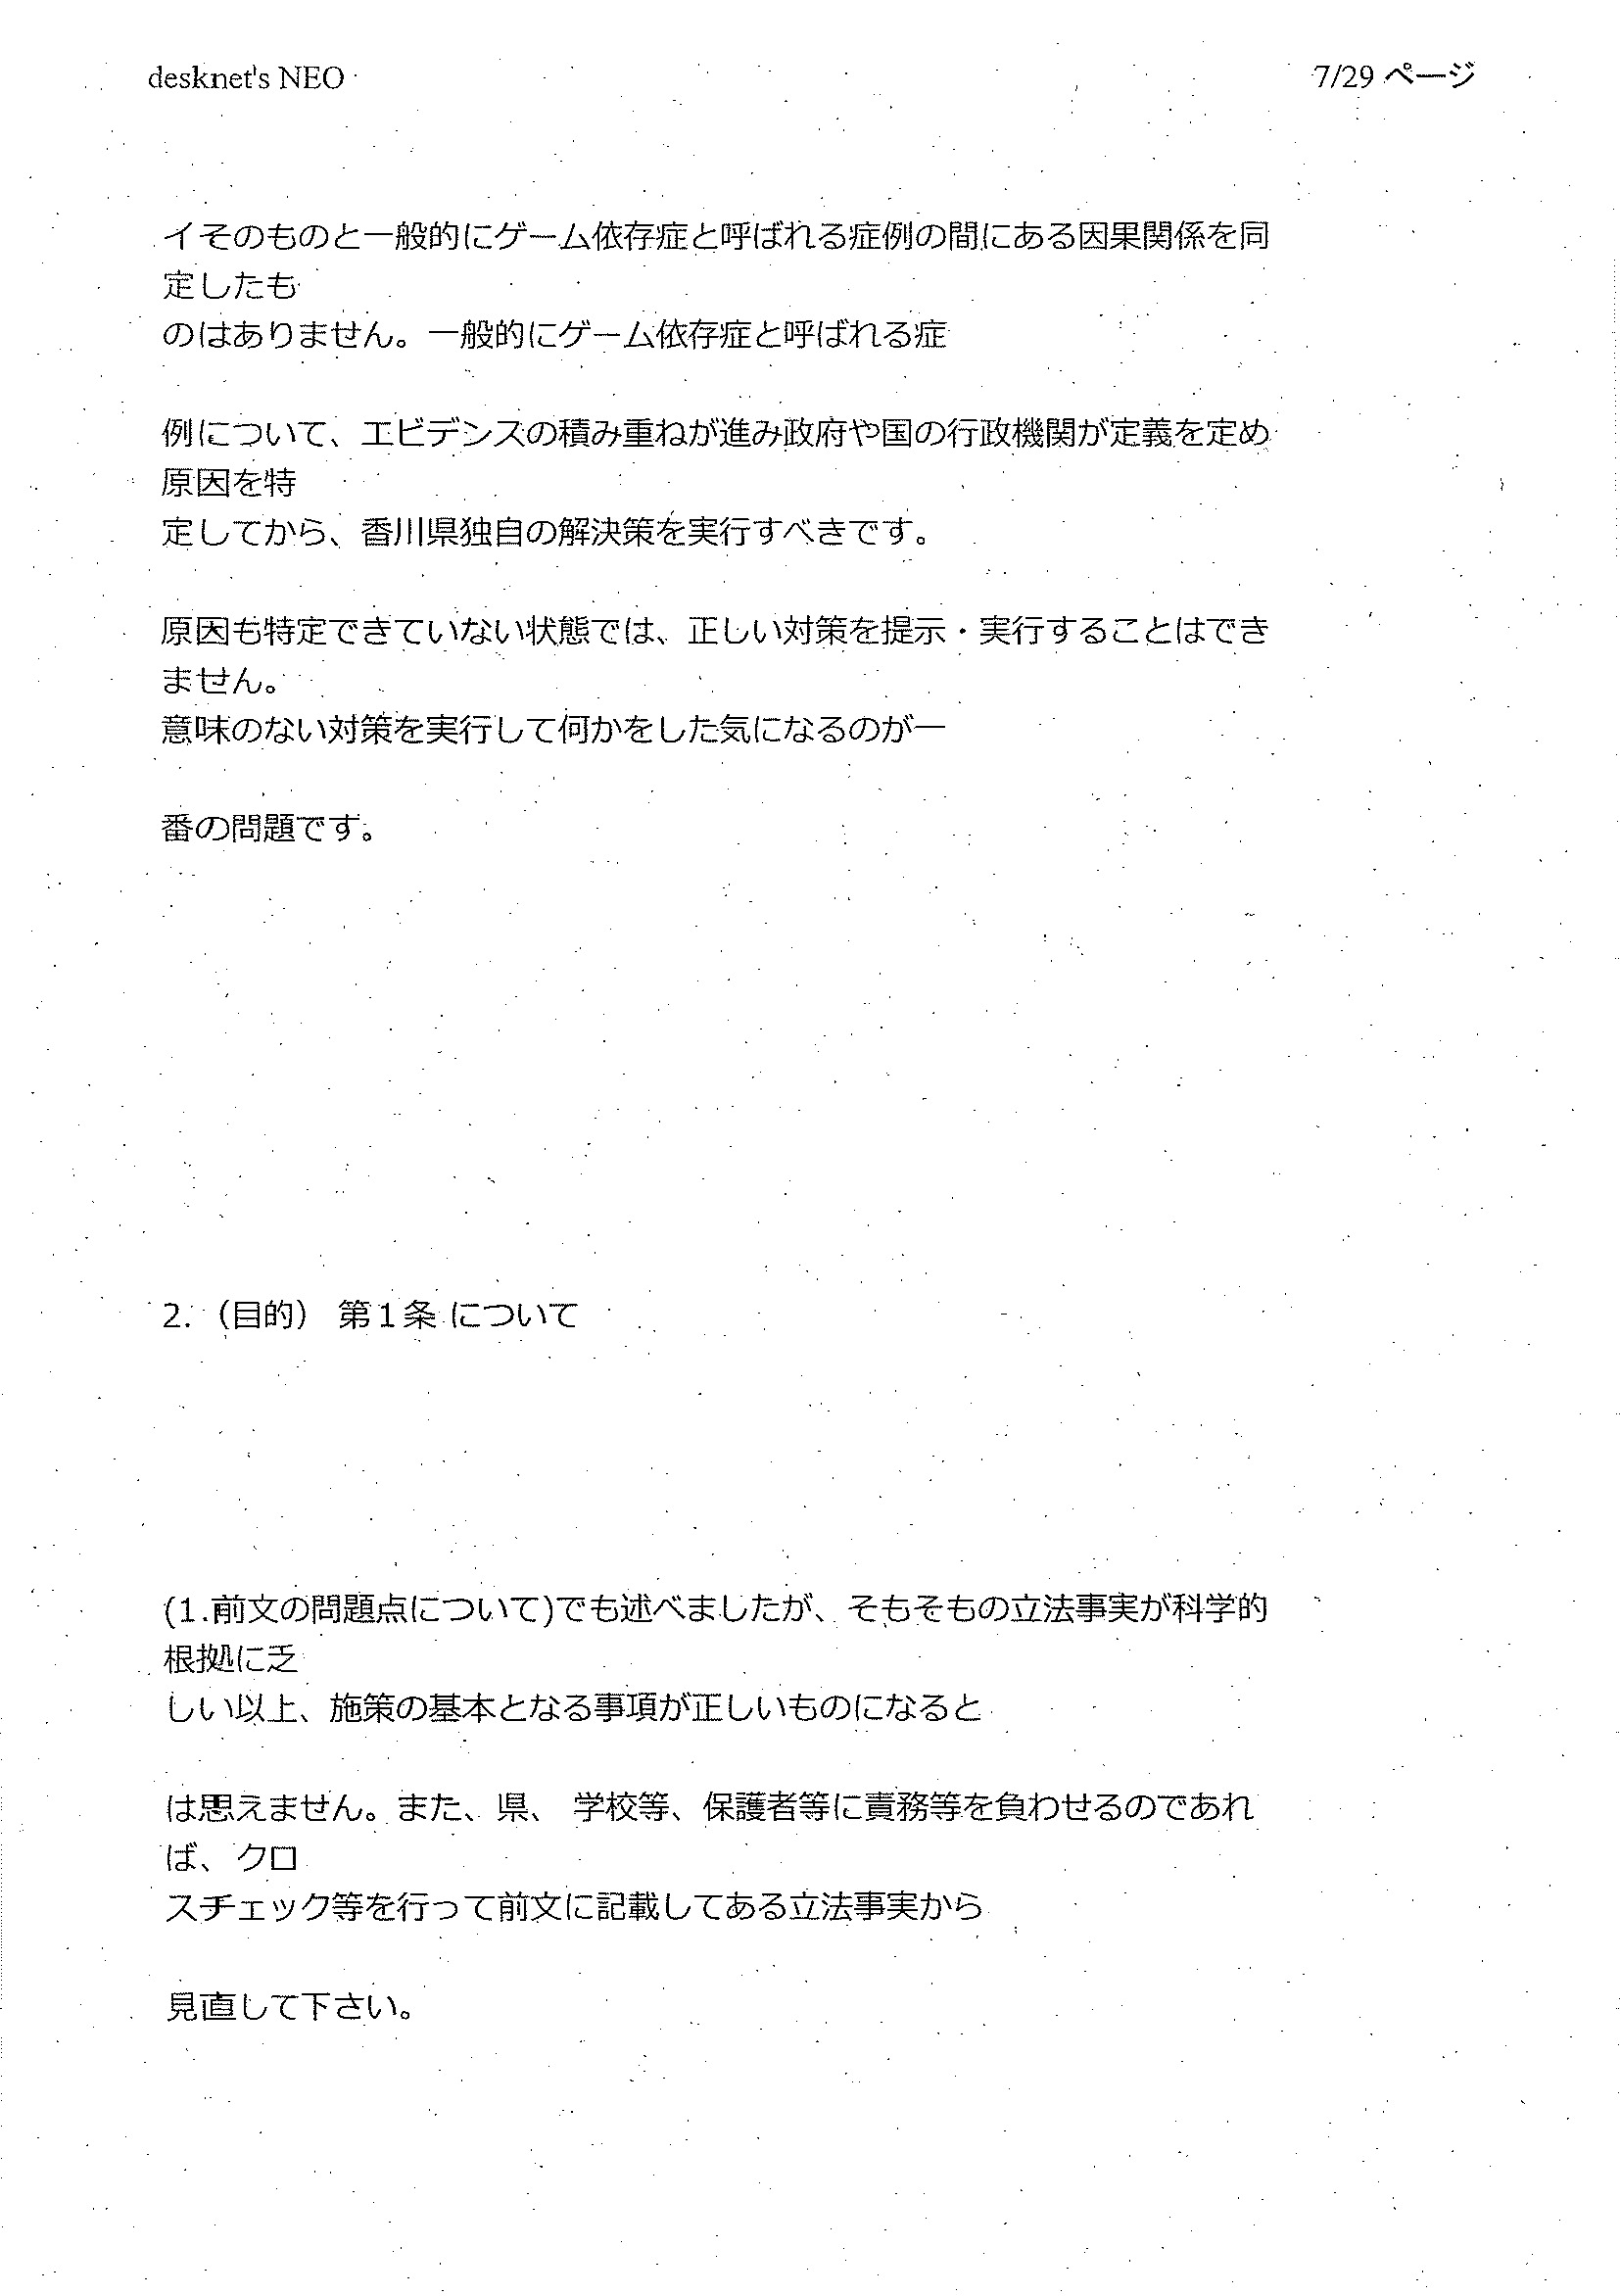 desknet's NEO
7/29 ページ
イそのものと一般的にゲーム依存症と呼ばれる症例の間にある因果関係を同
定したも
のはありません。一般的にゲーム依存症と呼ばれる症
例について、エビデンスの積み重ねが進み政府や国の行政機関が定義を定め
原因を特
定してから、香川県独自の解決策を実行すべきです。
原因も特定できていない状態では、正しい対策を提示・実行することはでき
ません。
意味のない対策を実行して何かをした気になるのが一
番の問題です。
2. （目的） 第１条 について
(1.前文の問題点について)でも述べましたが、そもそもの立法事実が科学的
根拠に乏
しい以上、施策の基本となる事項が正しいものになると
は思えません。また、県、 学校等、保護者等に責務等を負わせるのであれ
ば、クロ
スチェック等を行って前文に記載してある立法事実から
見直して下さい。